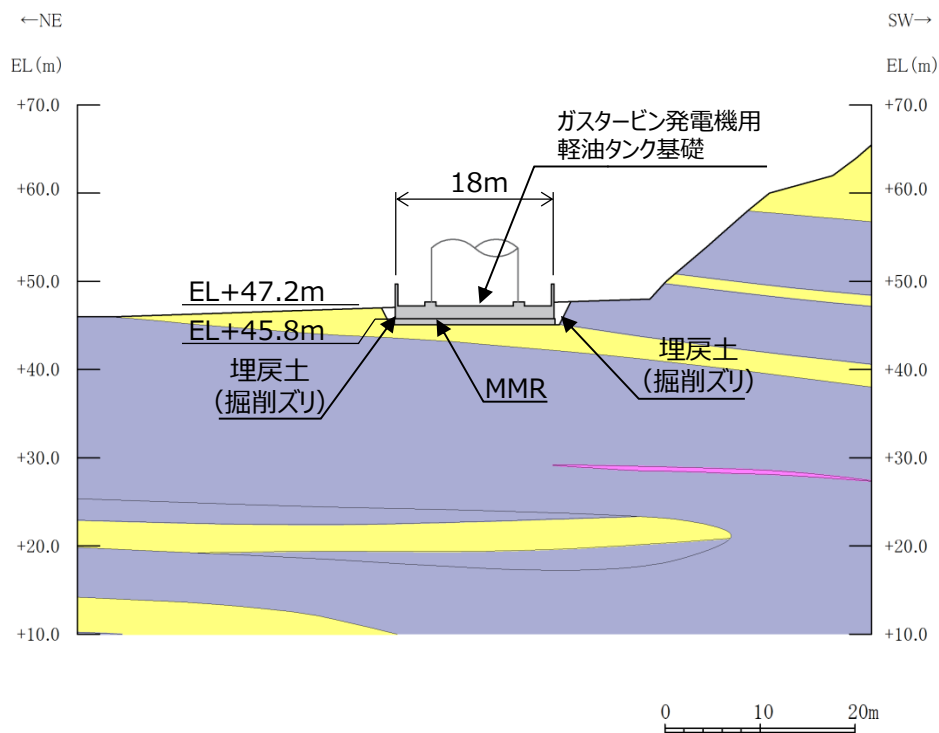 ←NE
SW→
EL(m)
EL(m)
+70.0
+70.0
ガスタービン発電機用
軽油タンク基礎
18m
+60.0
+60.0
+50.0
+50.0
EL+47.2m
EL+45.8m
埋戻土
(掘削ズリ)
MMR
埋戻土
(掘削ズリ)
+40.0
+40.0
+30.0
+30.0
+20.0
+20.0
+10.0
+10.0
0 10 20m